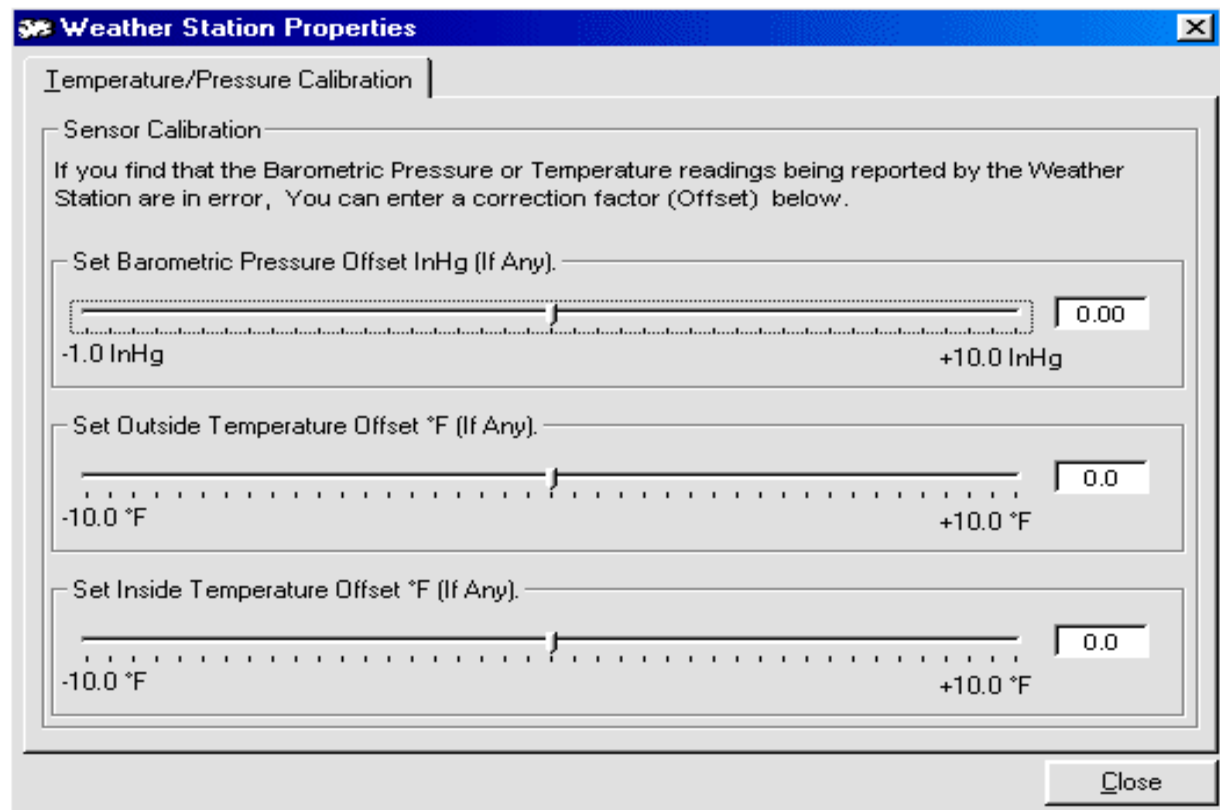 Weather Station Properties
Temperature/Pressure Calibration
Sensor Calibration
If you find that the Barometric Pressure or Temperature readings being reported by the Weather
Station are in error, You can enter a correction factor (Offset) below.
Set Barometric Pressure Offset InHg (If Any).
0.00
-1.0 InHg
+10.0 InHg
Set Outside Temperature Offset °F (If Any).
0.0
-10.0 °F
+10.0 °F
Set Inside Temperature Offset °F (If Any).
0.0
-10.0 °F
+10.0 °F
Close